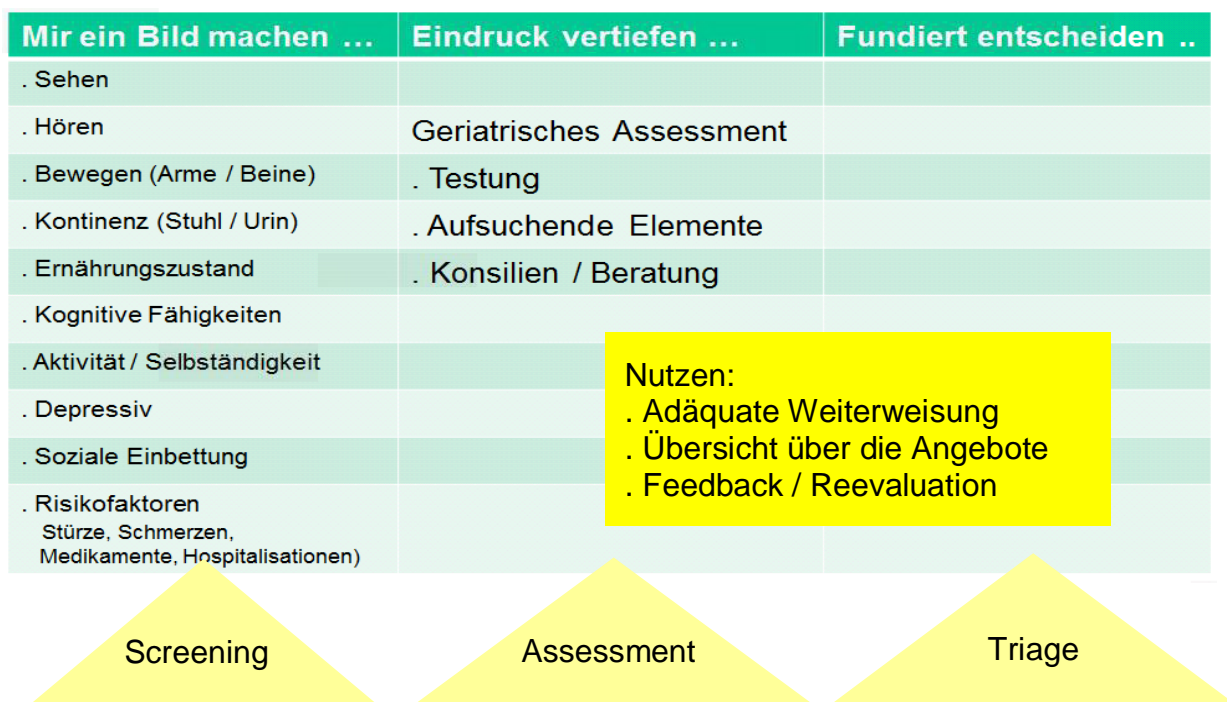 Mir ein Bild machen ...
Eindruck vertiefen ...
Fundiert entscheiden ..
. Sehen
. Hören
Geriatrisches Assessment
. Bewegen (Arme / Beine)
. Testung
. Kontinenz (Stuhl / Urin)
. Aufsuchende Elemente
. Ernährungszustand
. Konsilien / Beratung
. Kognitive Fähigkeiten
. Aktivität / Selbständigkeit
. Depressiv
. Soziale Einbettung
. Risikofaktoren
Stürze, Schmerzen,
Medikamente, Hospitalisationen)
Nutzen:
. Adäquate Weiterweisung
. Übersicht über die Angebote
. Feedback / Reevaluation
Screening
Assessment
Triage